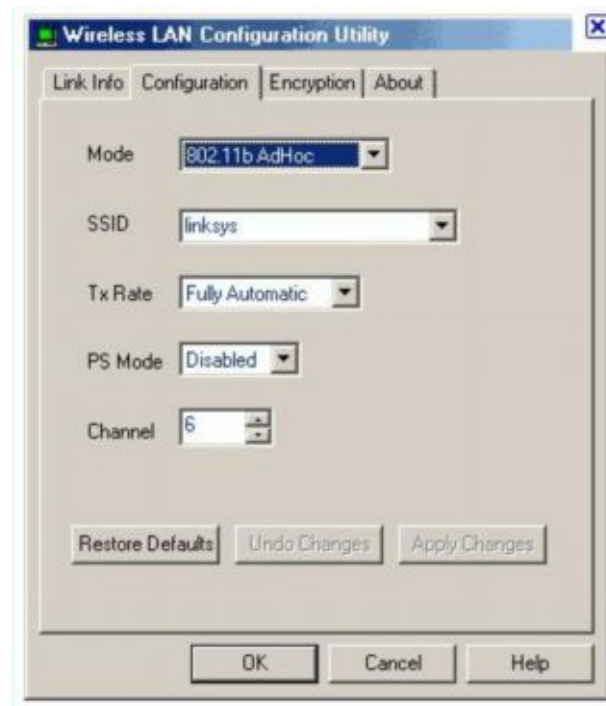 Wireless LAN Configuration Utility
Link Info Configuration Encryption About
Mode 802.11b AdHoc
SSID linksys
Tx Rate Fully Automatic
PS Mode Disabled
Channel 6
Restore Defaults Undo Changes Apply Changes
OK Cancel Help